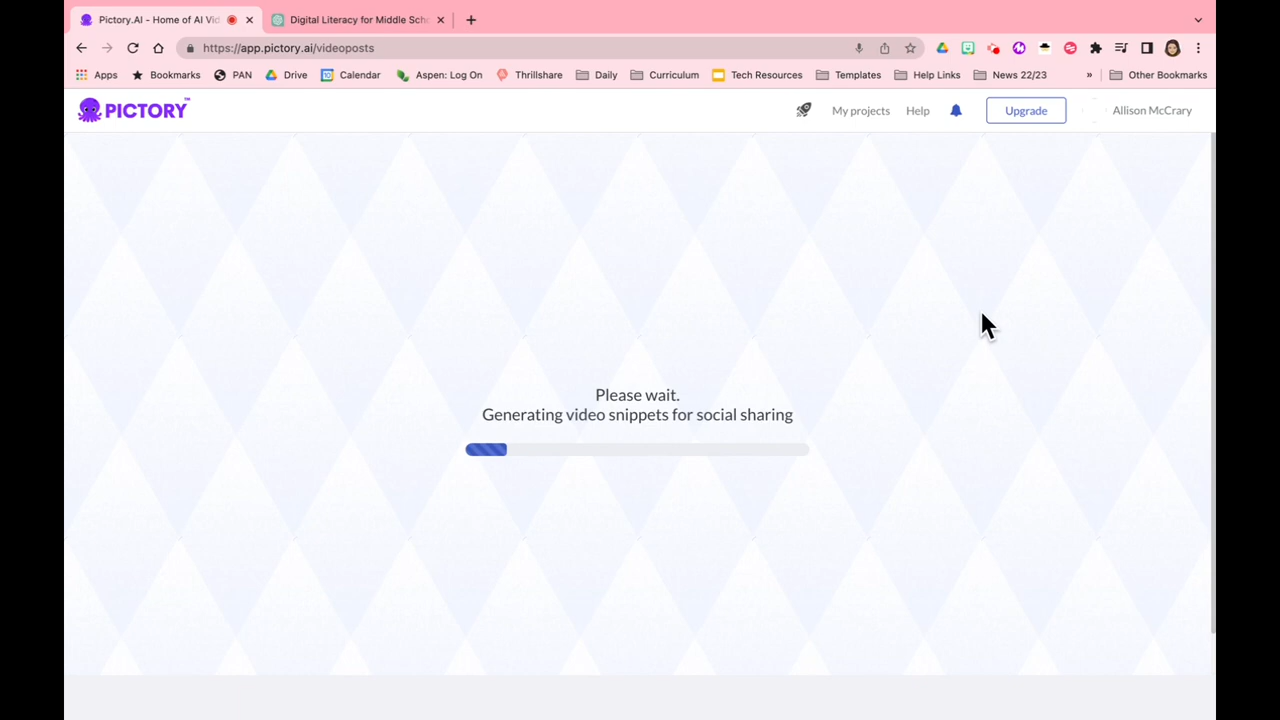 Pictory.AI - Home of AI Vid
Digital Literacy for Middle Scho
https://app.pictory.ai/videoposts
Apps
Bookmarks
PAN
Drive
Calendar
Aspen: Log On
Thrillshare
Daily
Curriculum
Tech Resources
Templates
Help Links
News 22/23
»
Other Bookmarks
PICTORY™
My projects
Help
Upgrade
Allison McCrary
Please wait.
Generating video snippets for social sharing